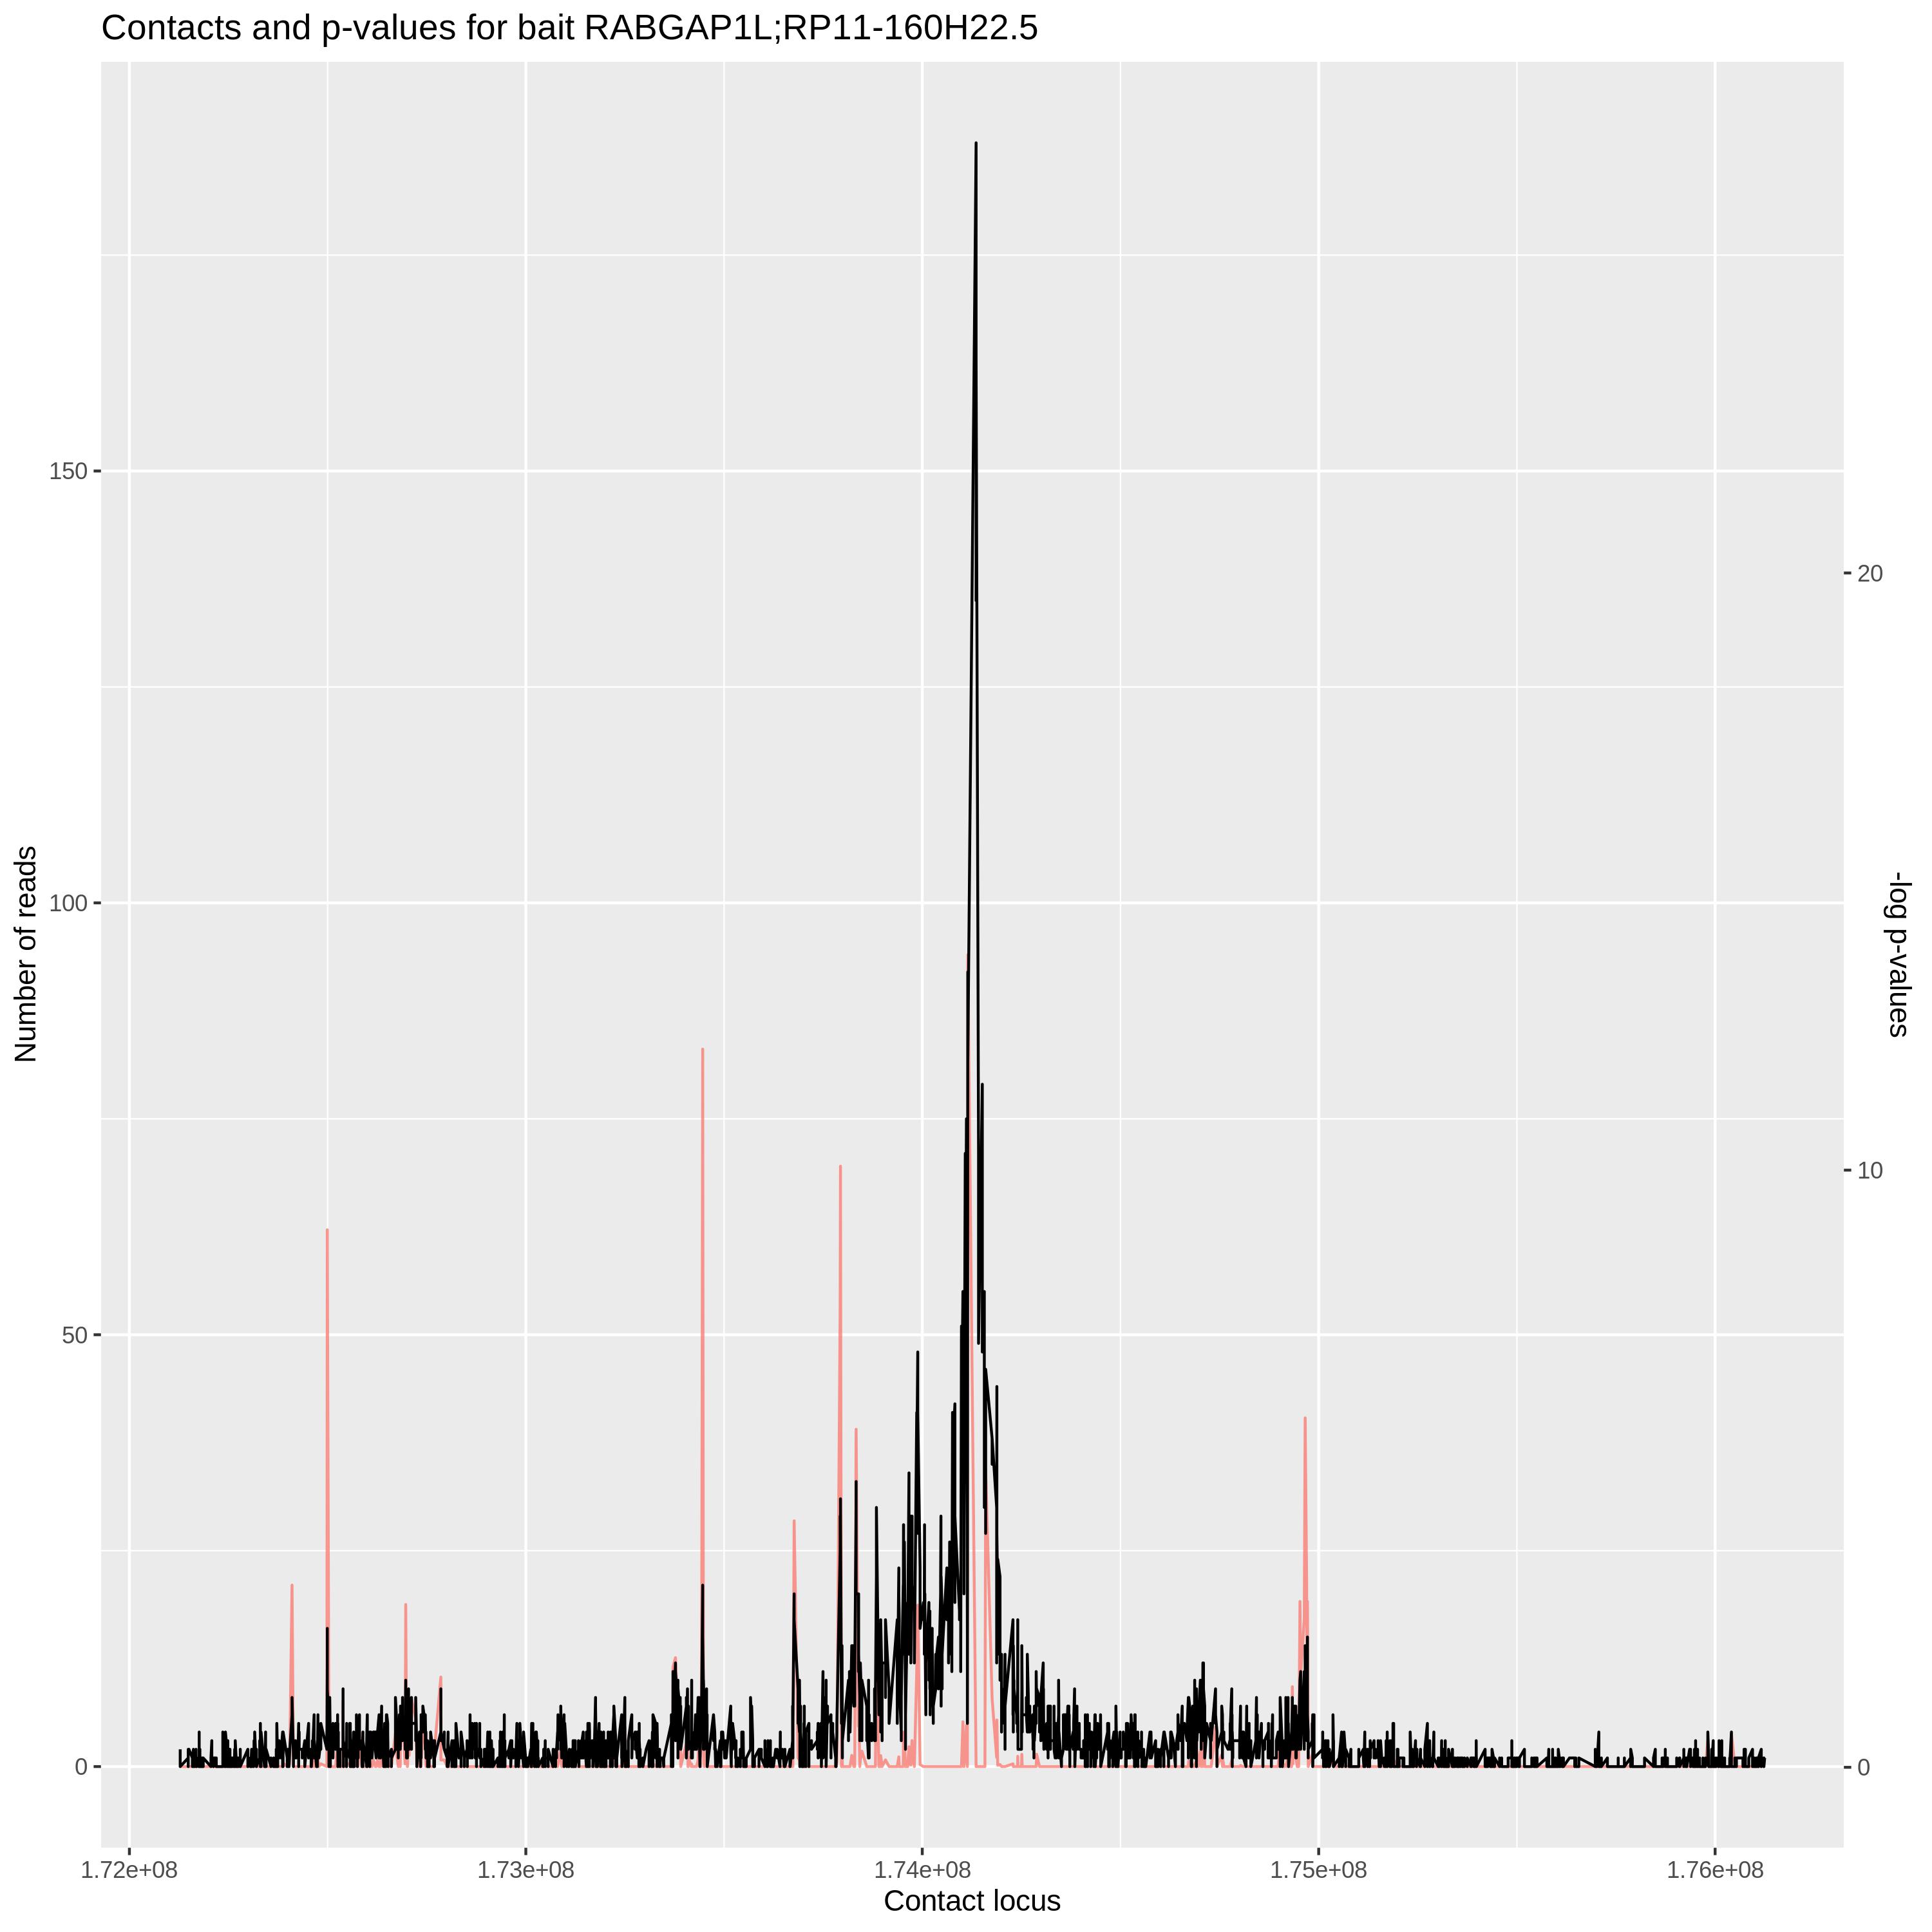 Contacts and p-values for bait RABGAP1L;RP11-160H22.5
Number of reads
150
100
50
0
20
10
0
-log p-values
1.72e+08 1.73e+08 1.74e+08 1.75e+08 1.76e+08
Contact locus